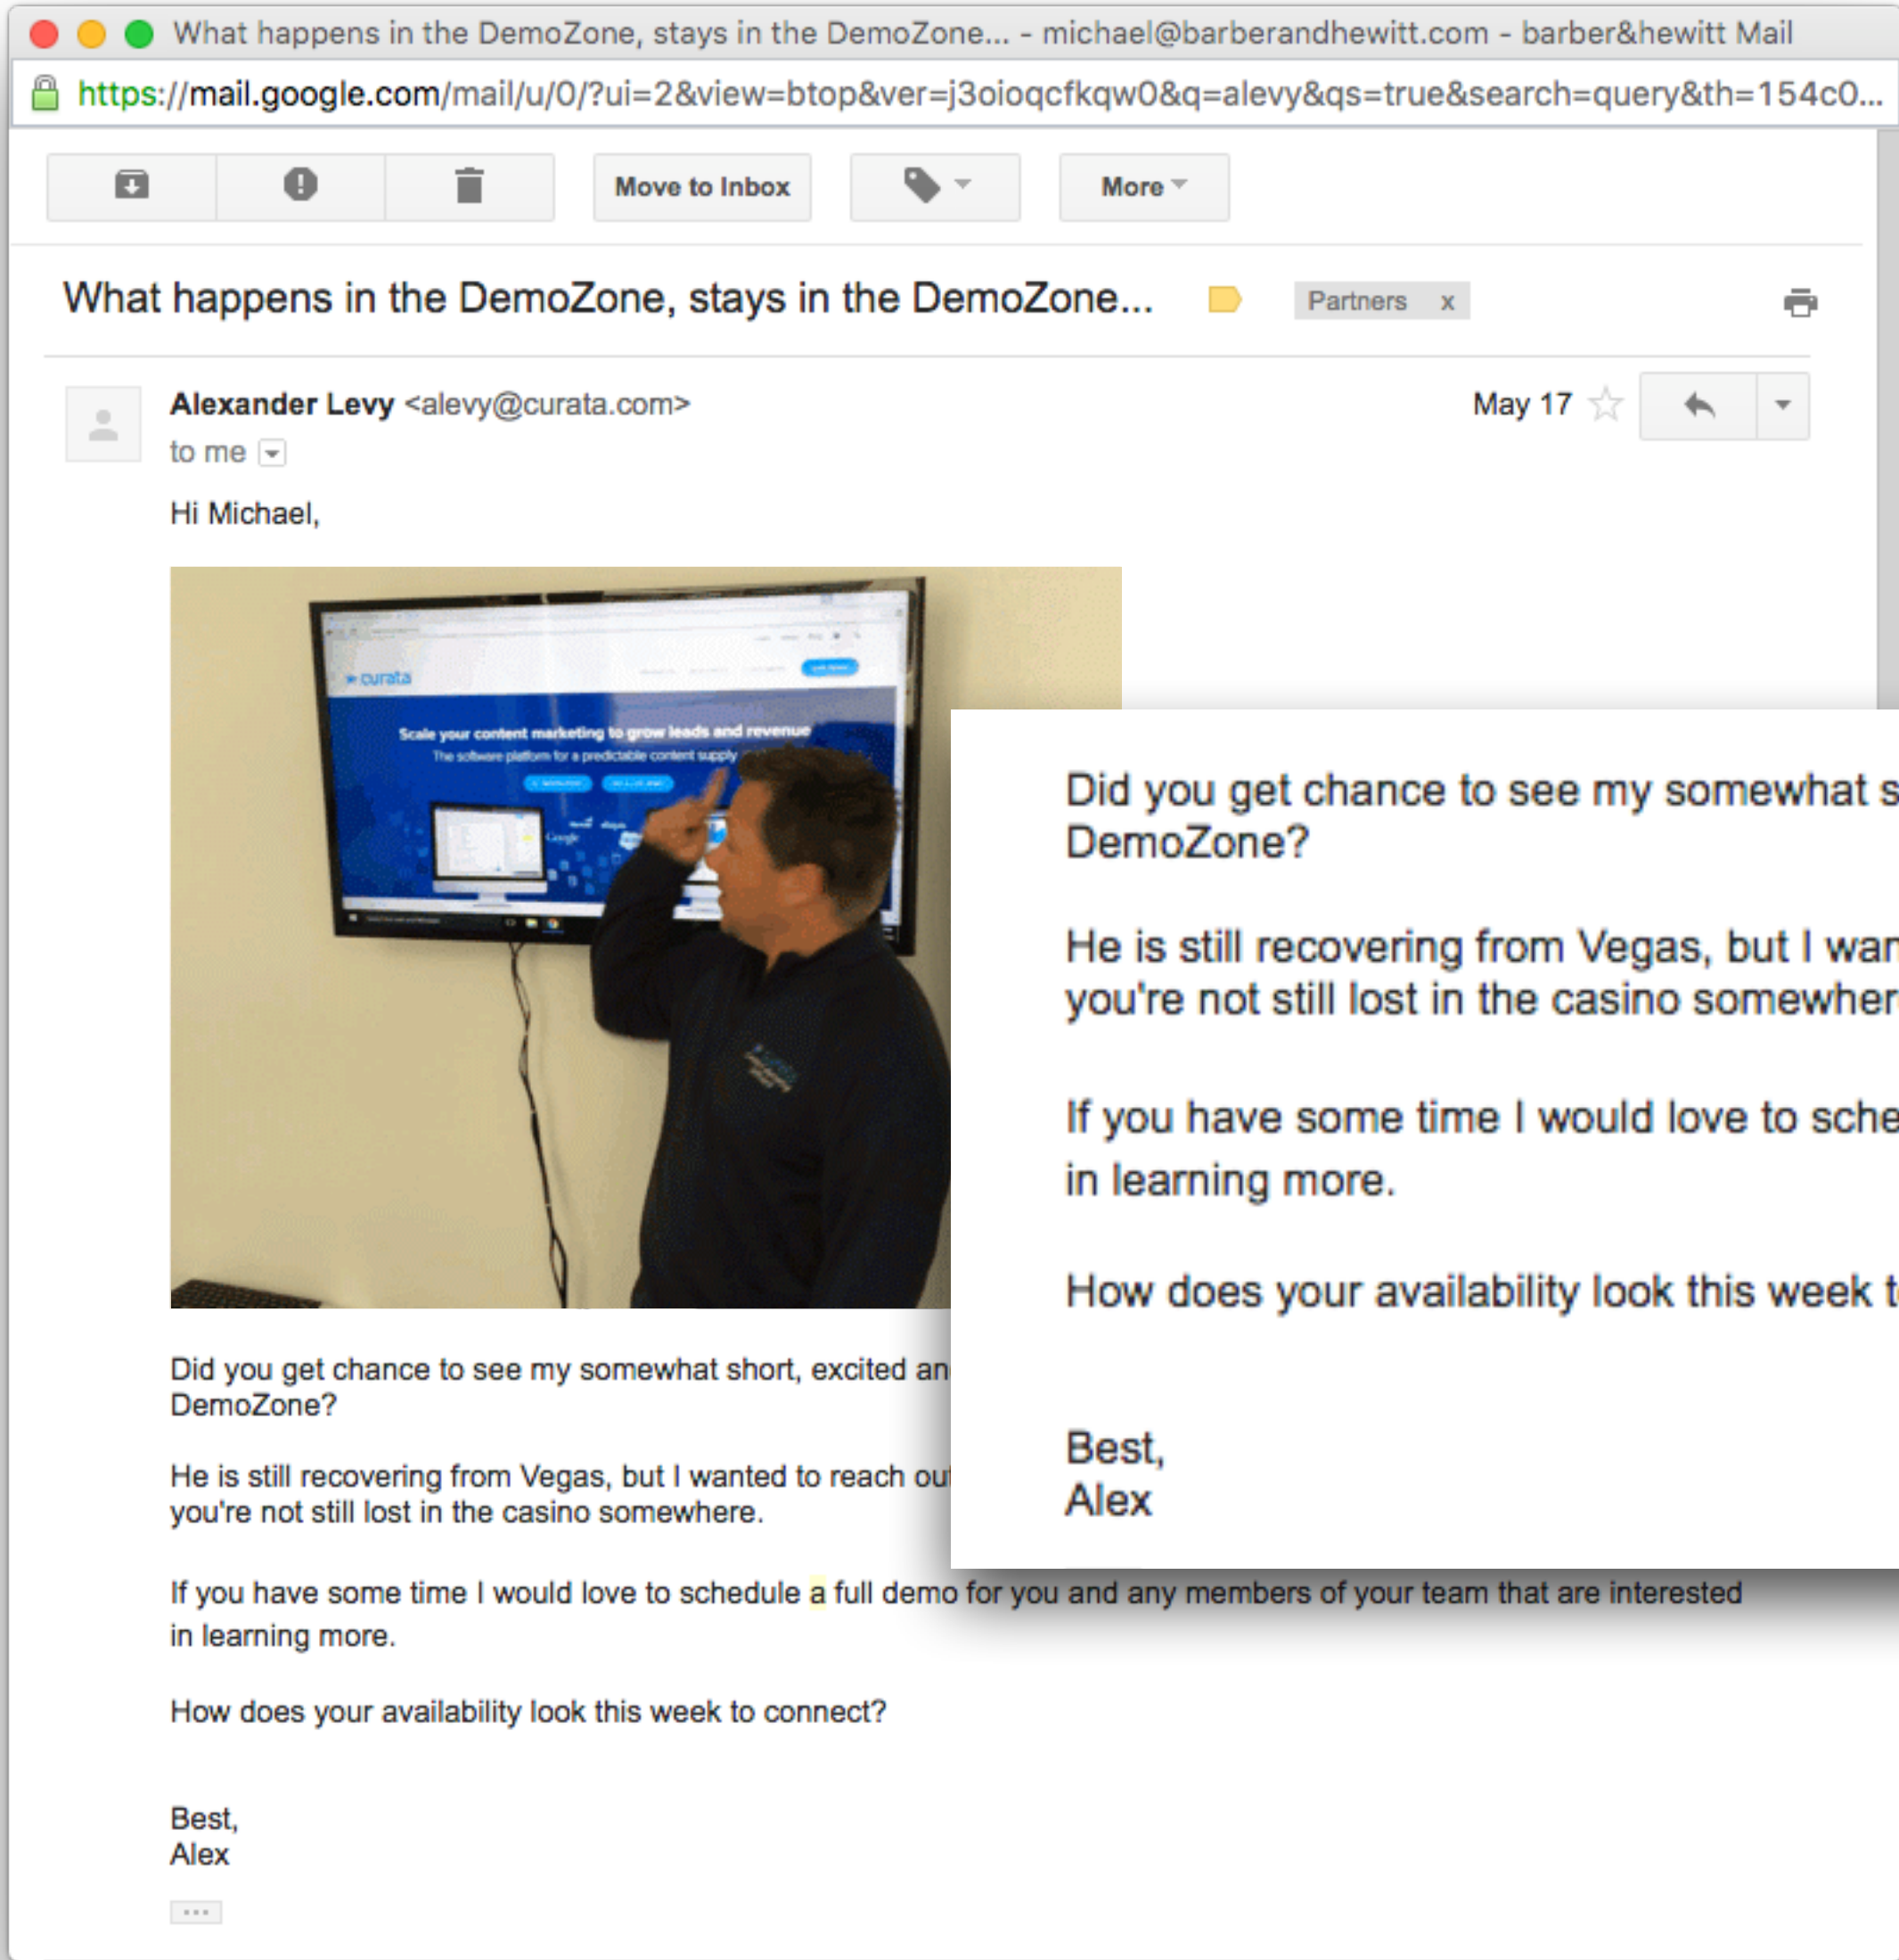 What happens in the DemoZone, stays in the DemoZone... - michael@barberandhewitt.com - barber&hewitt Mail
https://mail.google.com/mail/u/0/?ui=2&view=btop&ver=j3oioqcfkqw0&q=alevy&qs=true&search=query&th=154c0...
Move to Inbox
More
What happens in the DemoZone, stays in the DemoZone...
Partners x
Alexander Levy <alevy@curata.com>
May 17
to me
Hi Michael,
curata
Scale your content marketing to grow leads and revenue
The software platform for a predictable content supply
Google
Did you get chance to see my somewhat short, excited an
DemoZone?
He is still recovering from Vegas, but I wanted to reach ou
you're not still lost in the casino somewhere.
If you have some time I would love to schedule a full demo for you and any members of your team that are interested
in learning more.
How does your availability look this week to connect?
Best,
Alex
Did you get chance to see my somewhat s
DemoZone?
He is still recovering from Vegas, but I wan
you're not still lost in the casino somewher
If you have some time I would love to sche
in learning more.
How does your availability look this week t
Best,
Alex